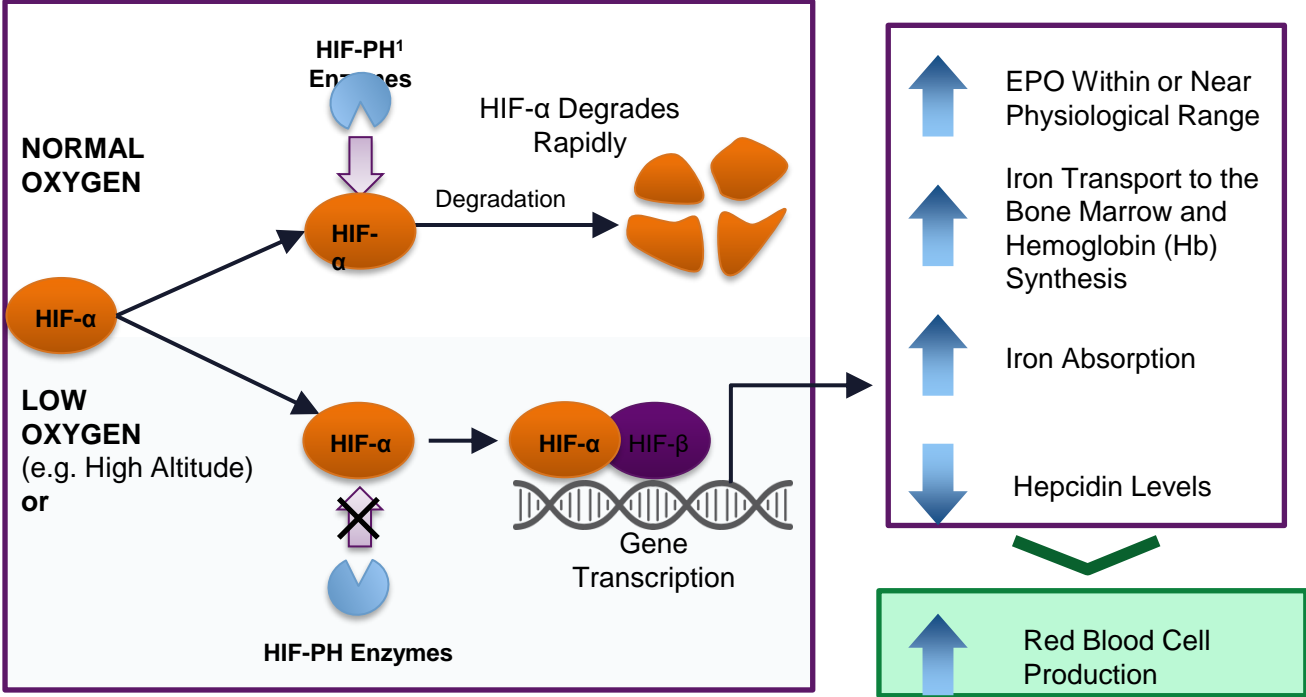 HIF-PH¹
Enzymes
HIF-α Degrades
Rapidly
NORMAL
OXYGEN
Degradation
HIF-
α
HIF-α
LOW
OXYGEN
(e.g. High Altitude)
or
HIF-α
HIF-α
HIF-β
Gene
Transcription
HIF-PH Enzymes
EPO Within or Near
Physiological Range
Iron Transport to the
Bone Marrow and
Hemoglobin (Hb)
Synthesis
Iron Absorption
Hepcidin Levels
Red Blood Cell
Production